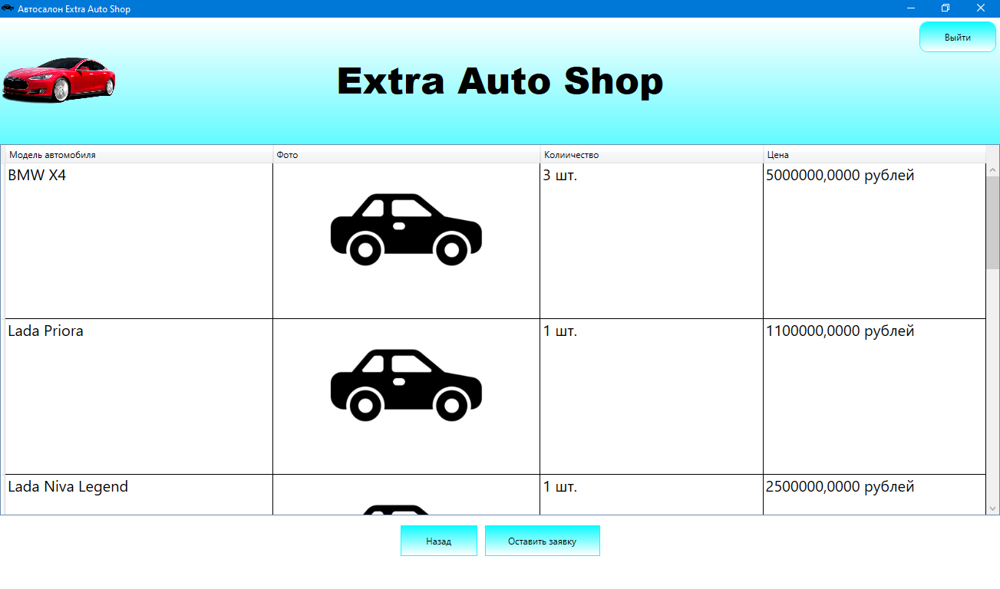 Автосалон Extra Auto Shop
Выйти
Extra Auto Shop
Модель автомобиля Фото Колиичество Цена
BMW X4 3 шт. 5000000,0000 рублей
Lada Priora 1 шт. 1100000,0000 рублей
Lada Niva Legend 1 шт. 2500000,0000 рублей
Назад Оставить заявку